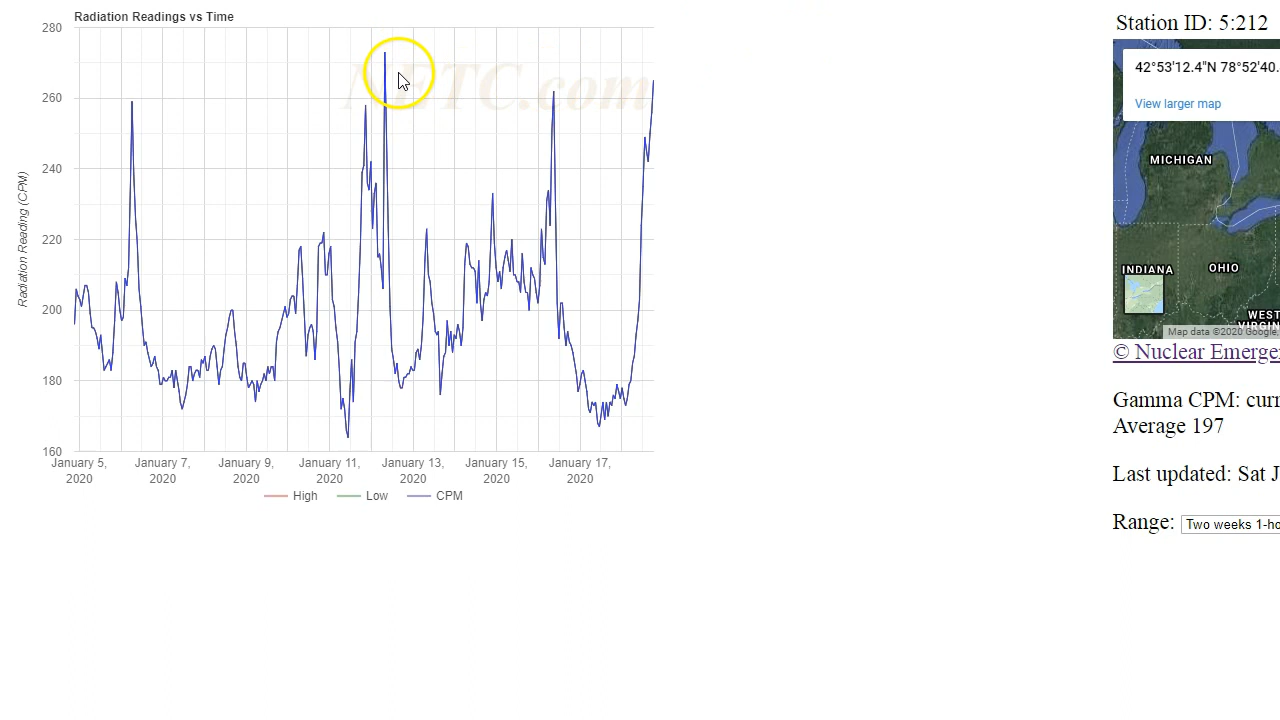 Radiation Readings vs Time
NETC.com
Radiation Reading (CPM)
280
260
240
220
200
180
160
January 5, 2020
January 7, 2020
January 9, 2020
January 11, 2020
January 13, 2020
January 15, 2020
January 17, 2020
High
Low
CPM
Station ID: 5:212
42°53'12.4"N 78°52'40.
View larger map
MICHIGAN
INDIANA
OHIO
WEST
VIRGIN
Map data ©2020 Google,
© Nuclear Emerge
Gamma CPM: curr
Average 197
Last updated: Sat J
Range: Two weeks 1-ho